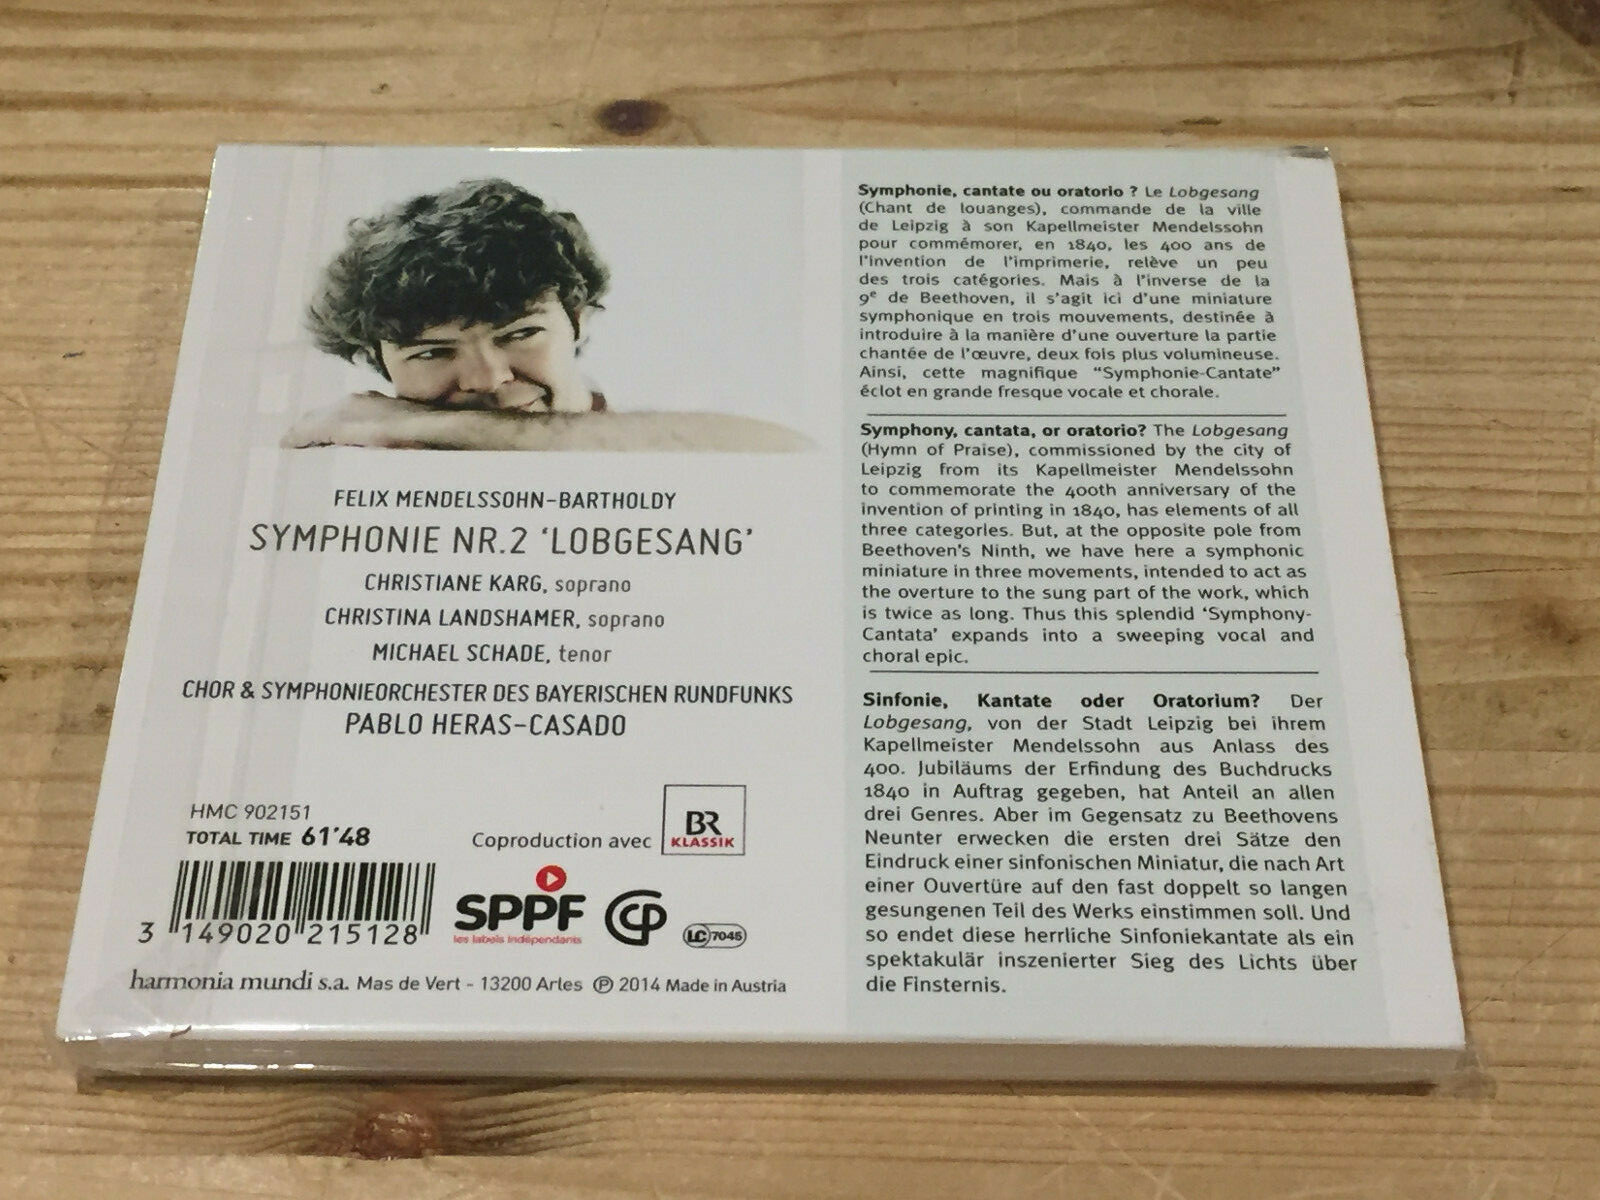 FELIX MENDELSSOHN-BARTHOLDY
SYMPHONIE NR.2 ‘LOBGESANG’
CHRISTIANE KARG, soprano
CHRISTINA LANDSHAMER, soprano
MICHAEL SCHADE, tenor
CHOR & SYMPHONIEORCHESTER DES BAYERISCHEN RUNDFUNKS
PABLO HERAS-CASADO
HMC 902151
TOTAL TIME 61'48
Coproduction avec
BR
KLASSIK
3 149020 215128
SPPF
les labels indépendants
CP
LC 7045
harmonia mundi s.a. Mas de Vert - 13200 Arles ℗ 2014 Made in Austria
Symphonie, cantate ou oratorio ? Le Lobgesang
(Chant de louanges), commande de la ville
de Leipzig à son Kapellmeister Mendelssohn
pour commémorer, en 1840, les 400 ans de
l'invention de l'imprimerie, relève un peu
des trois catégories. Mais à l'inverse de la
9e de Beethoven, il s'agit ici d'une miniature
symphonique en trois mouvements, destinée à
introduire à la manière d'une ouverture la partie
chantée de l'œuvre, deux fois plus volumineuse.
Ainsi, cette magnifique “Symphonie-Cantate”
éclot en grande fresque vocale et chorale.
Symphony, cantata, or oratorio? The Lobgesang
(Hymn of Praise), commissioned by the city of
Leipzig from its Kapellmeister Mendelssohn
to commemorate the 400th anniversary of the
invention of printing in 1840, has elements of all
three categories. But, at the opposite pole from
Beethoven's Ninth, we have here a symphonic
miniature in three movements, intended to act as
the overture to the sung part of the work, which
is twice as long. Thus this splendid ‘Symphony-
Cantata’ expands into a sweeping vocal and
choral epic.
Sinfonie, Kantate oder Oratorium? Der
Lobgesang, von der Stadt Leipzig bei ihrem
Kapellmeister Mendelssohn aus Anlass des
400. Jubiläums der Erfindung des Buchdrucks
1840 in Auftrag gegeben, hat Anteil an allen
drei Genres. Aber im Gegensatz zu Beethovens
Neunter erwecken die ersten drei Sätze den
Eindruck einer sinfonischen Miniatur, die nach Art
einer Ouvertüre auf den fast doppelt so langen
gesungenen Teil des Werks einstimmen soll. Und
so endet diese herrliche Sinfoniekantate als ein
spektakulär inszenierter Sieg des Lichts über
die Finsternis.